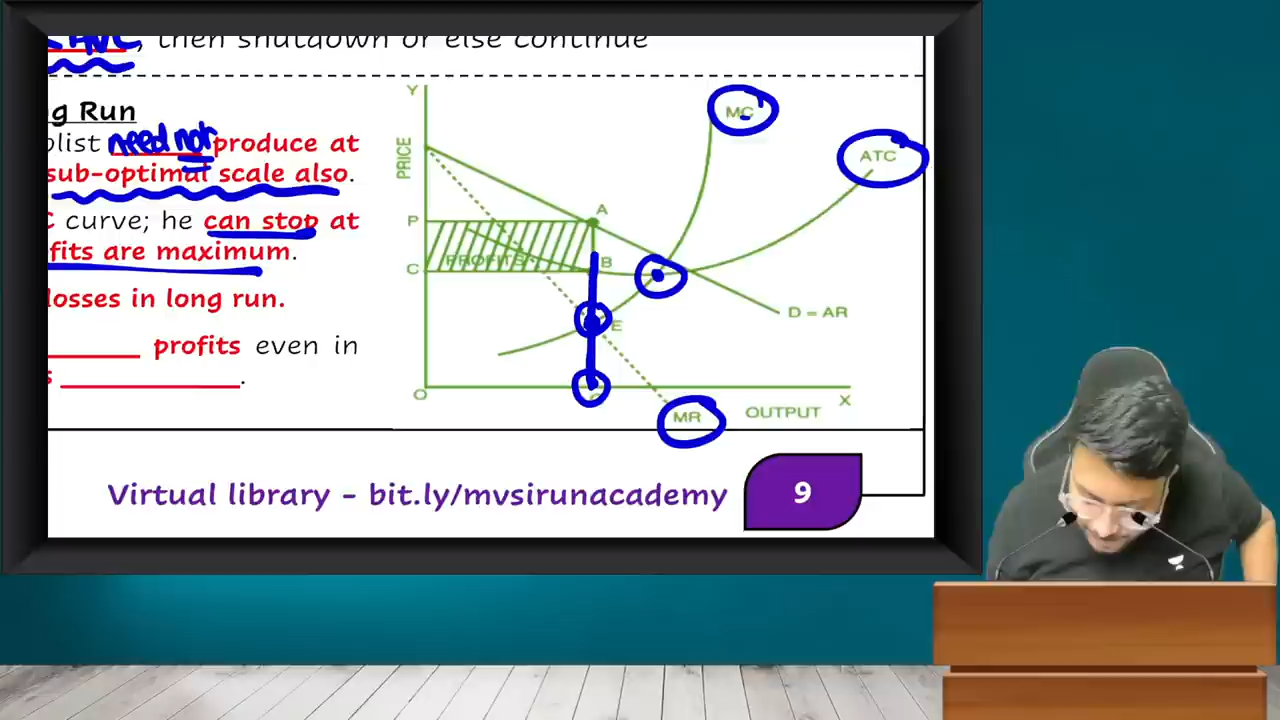 AVC, then shutdown or else continue
g Run
olist need not produce at
sub-optimal scale also.
C curve; he can stop at
fits are maximum.
losses in long run.
profits even in
s
Y
PRICE
P
C
O
PROFITS
A
B
E
MC
ATC
D = AR
MR
OUTPUT
X
Virtual library - bit.ly/mvsirunacademy
9